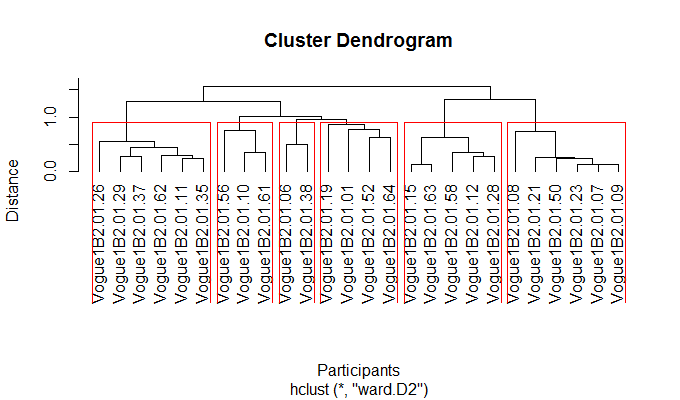 Cluster Dendrogram
Distance
0.0 1.0
Vogue1B2.01.26
Vogue1B2.01.29
Vogue1B2.01.37
Vogue1B2.01.62
Vogue1B2.01.11
Vogue1B2.01.35
Vogue1B2.01.56
Vogue1B2.01.10
Vogue1B2.01.61
Vogue1B2.01.06
Vogue1B2.01.38
Vogue1B2.01.19
Vogue1B2.01.01
Vogue1B2.01.52
Vogue1B2.01.64
Vogue1B2.01.15
Vogue1B2.01.63
Vogue1B2.01.58
Vogue1B2.01.12
Vogue1B2.01.28
Vogue1B2.01.08
Vogue1B2.01.21
Vogue1B2.01.50
Vogue1B2.01.23
Vogue1B2.01.07
Vogue1B2.01.09
Participants
hclust (*, "ward.D2")